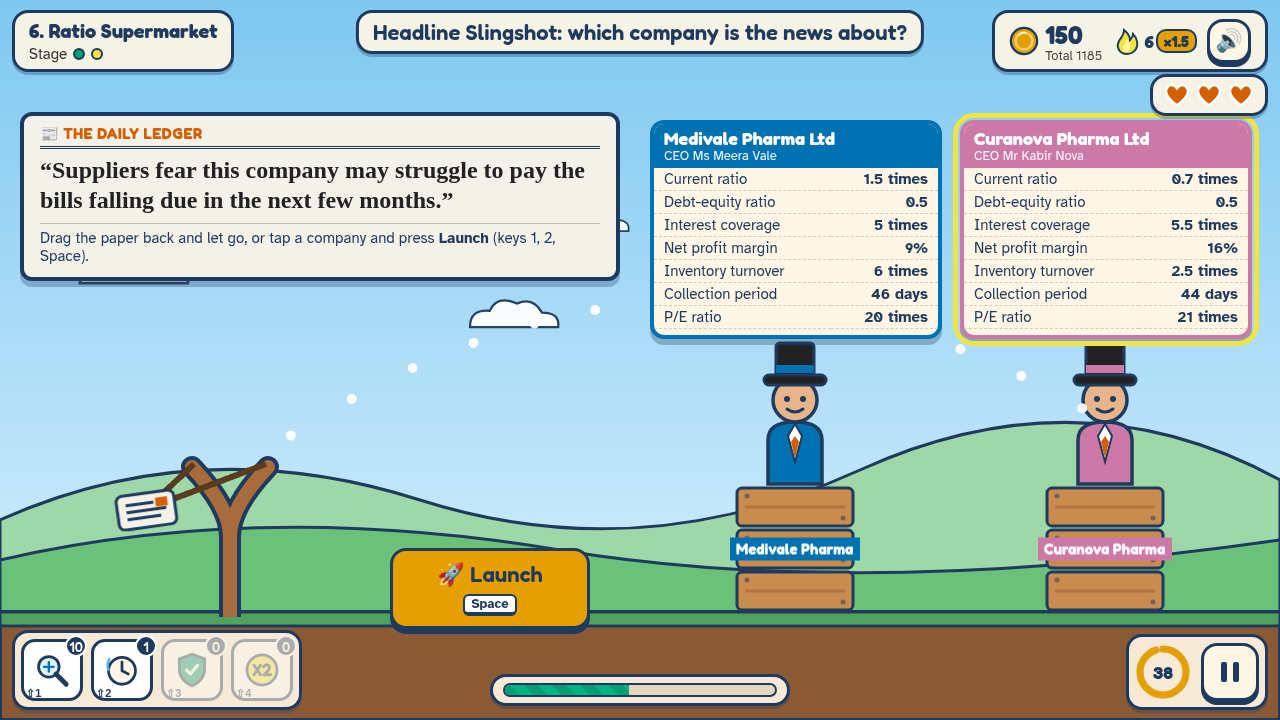 6. Ratio Supermarket
Stage
Headline Slingshot: which company is the news about?
150
Total 1185
6
x1.5
📰 THE DAILY LEDGER
“Suppliers fear this company may struggle to pay the
bills falling due in the next few months.”
Drag the paper back and let go, or tap a company and press Launch (keys 1, 2,
Space).
Medivale Pharma Ltd
CEO Ms Meera Vale
Current ratio 1.5 times
Debt-equity ratio 0.5
Interest coverage 5 times
Net profit margin 9%
Inventory turnover 6 times
Collection period 46 days
P/E ratio 20 times
Curanova Pharma Ltd
CEO Mr Kabir Nova
Current ratio 0.7 times
Debt-equity ratio 0.5
Interest coverage 5.5 times
Net profit margin 16%
Inventory turnover 2.5 times
Collection period 44 days
P/E ratio 21 times
Medivale Pharma
Curanova Pharma
🚀 Launch
Space
10
⇧1
1
⇧2
0
⇧3
X2
0
⇧4
38